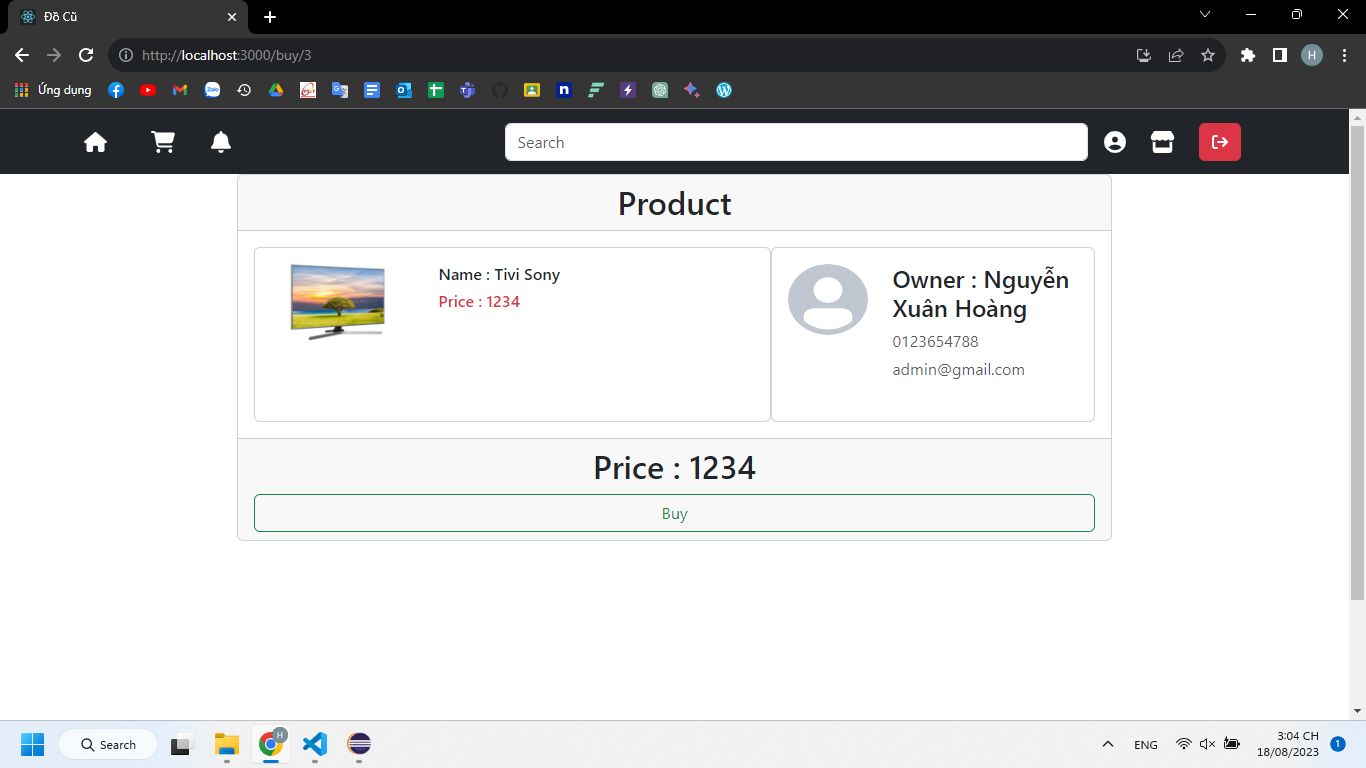 Đồ Cũ
http://localhost:3000/buy/3
H
Ứng dụng
Zalo
n
Search
Product
Name : Tivi Sony
Price : 1234
Owner : Nguyễn
Xuân Hoàng
0123654788
admin@gmail.com
Price : 1234
Buy
Search
H
ENG
3:04 CH
18/08/2023
1